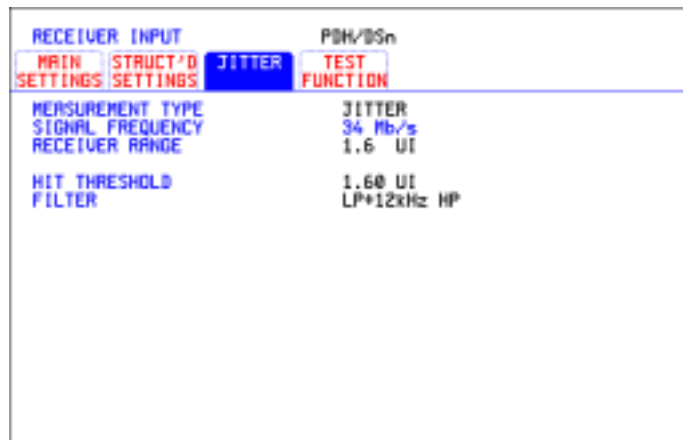 RECEIVER INPUT PDH/DSn
MAIN SETTINGS STRUCT'D SETTINGS JITTER TEST FUNCTION
MEASUREMENT TYPE JITTER
SIGNAL FREQUENCY 34 Mb/s
RECEIVER RANGE 1.6 UI
HIT THRESHOLD 1.60 UI
FILTER LP+12kHz HP